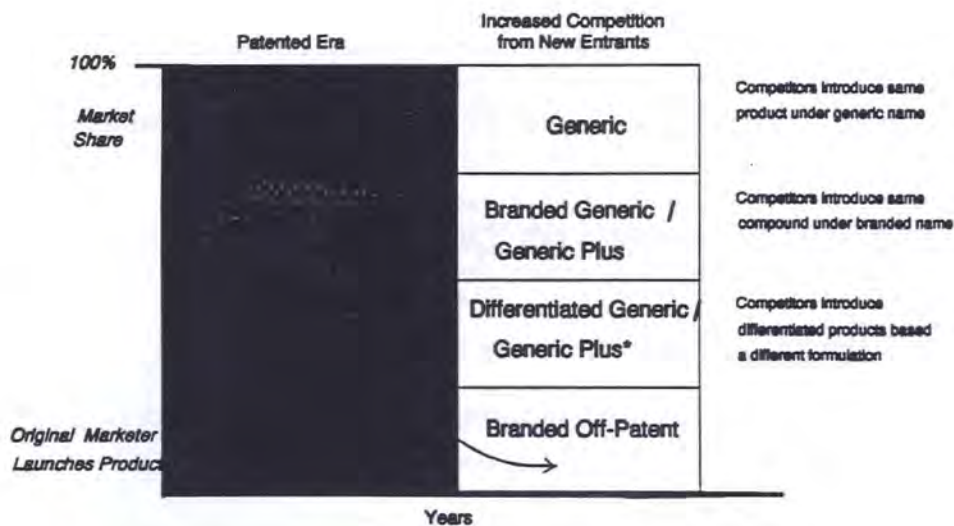 Patented Era
Increased Competition
from New Entrants
100%
Market
Share
Generic
Competitors introduce same
product under generic name
Branded Generic /
Generic Plus
Competitors introduce same
compound under branded name
Differentiated Generic /
Generic Plus*
Competitors introduce
differentiated products based
a different formulation
Original Marketer
Launches Product
Branded Off-Patent
Years